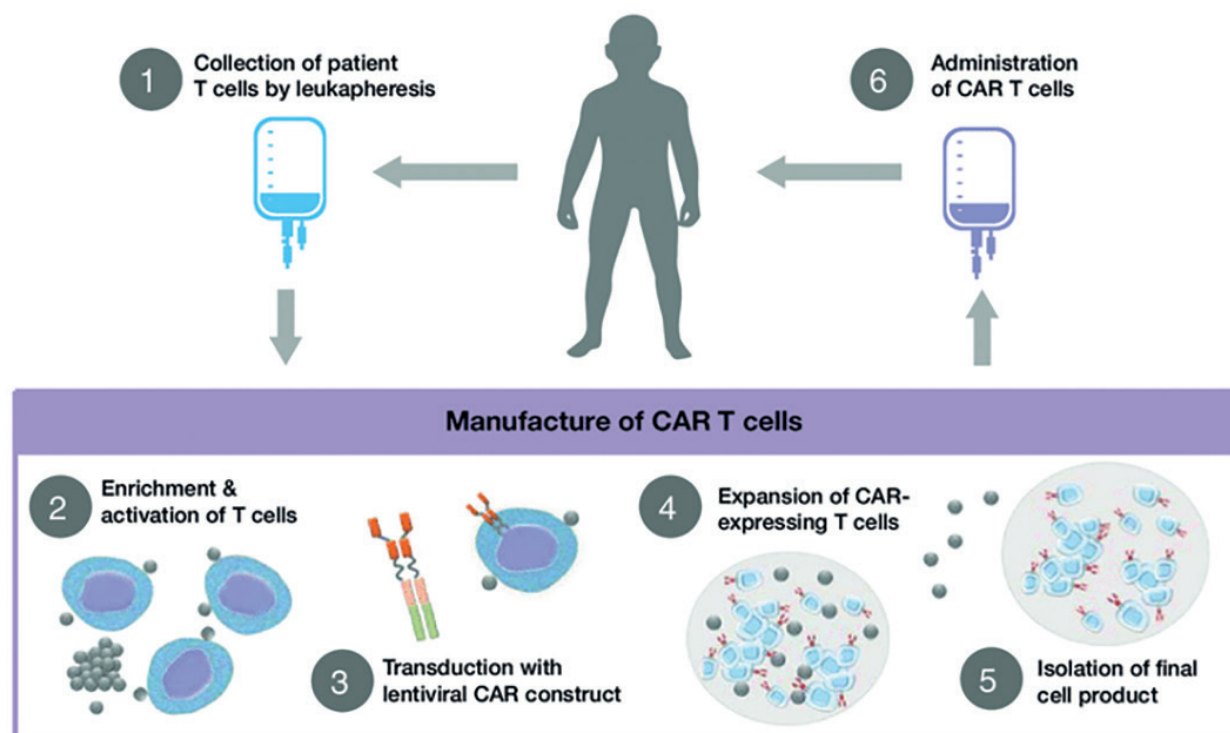 1
Collection of patient
T cells by leukapheresis
6
Administration
of CAR T cells
Manufacture of CAR T cells
2
Enrichment &
activation of T cells
3
Transduction with
lentiviral CAR construct
4
Expansion of CAR-
expressing T cells
5
Isolation of final
cell product